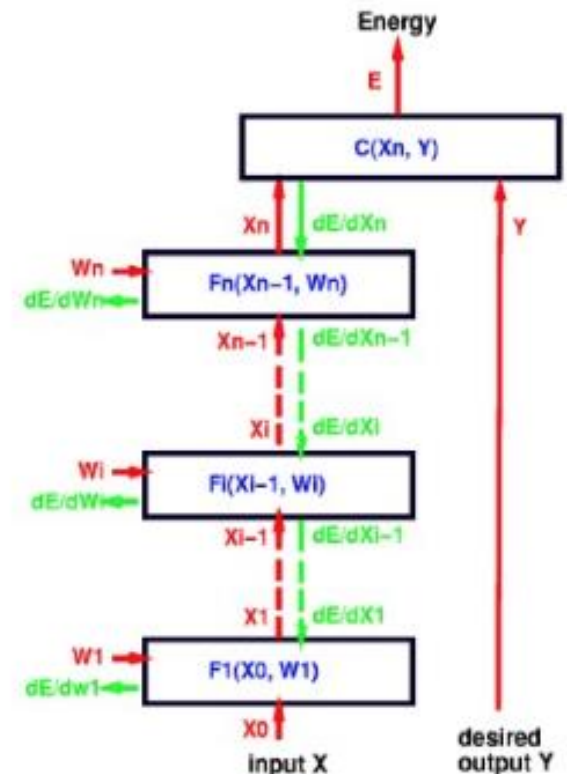 Energy
E
C(Xn, Y)
Xn dE/dXn Y
Wn Fn(Xn-1, Wn)
dE/dWn
Xn-1 dE/dXn-1
Xi dE/dXi
Wi Fi(Xi-1, Wi)
dE/dWi
Xi-1 dE/dXi-1
X1 dE/dX1
W1 F1(X0, W1)
dE/dw1
X0
input X
desired
output Y